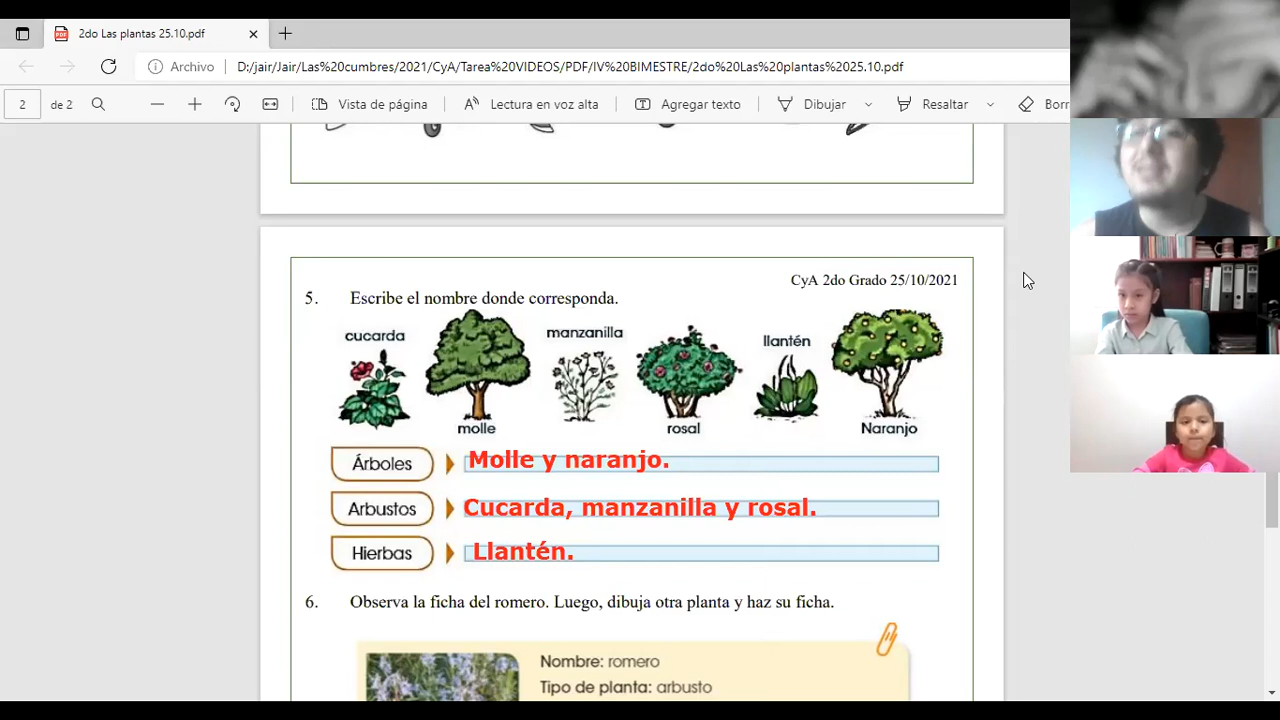 2do Las plantas 25.10.pdf
Archivo D:/jair/Jair/Las%20cumbres/2021/CyA/Tarea%20VIDEOS/PDF/IV%20BIMESTRE/2do%20Las%20plantas%2025.10.pdf
2 de 2 Vista de página Lectura en voz alta Agregar texto Dibujar Resaltar Borr
CyA 2do Grado 25/10/2021
5. Escribe el nombre donde corresponda.
cucarda manzanilla llantén
molle rosal Naranjo
Árboles Molle y naranjo.
Arbustos Cucarda, manzanilla y rosal.
Hierbas Llantén.
6. Observa la ficha del romero. Luego, dibuja otra planta y haz su ficha.
Nombre: romero
Tipo de planta: arbusto